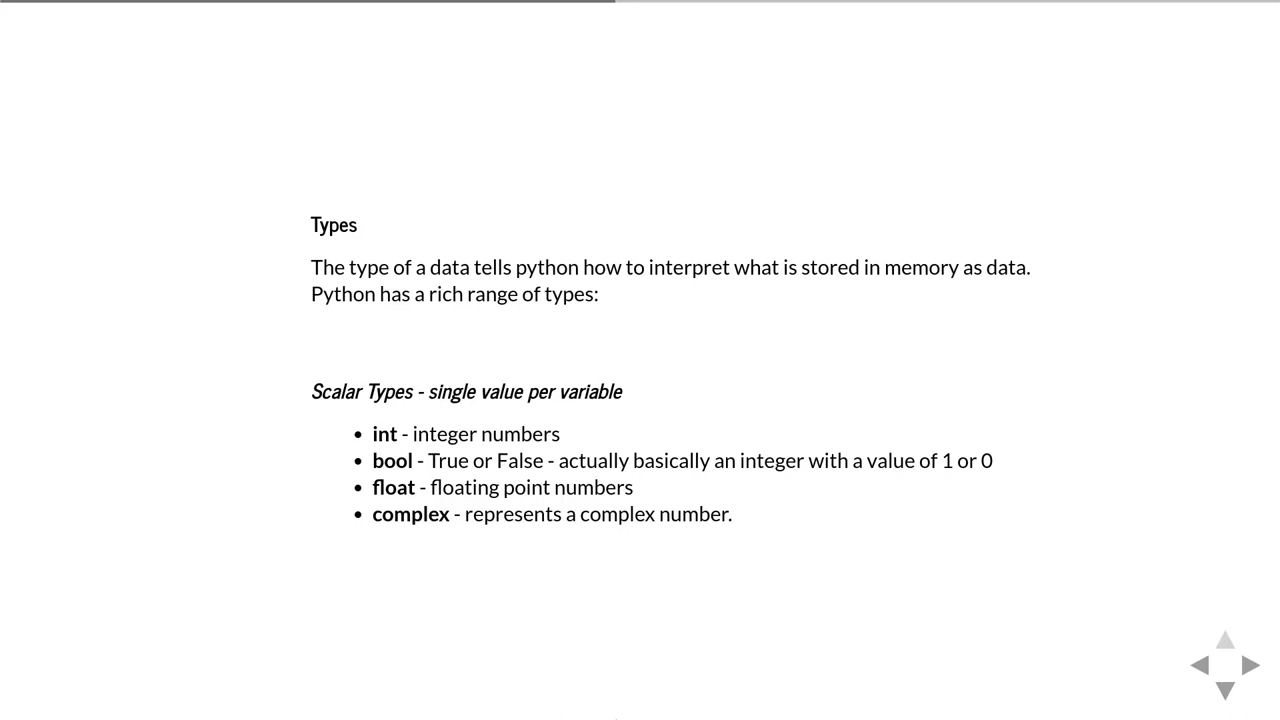 Types
The type of a data tells python how to interpret what is stored in memory as data.
Python has a rich range of types:
Scalar Types - single value per variable
• int - integer numbers
• bool - True or False - actually basically an integer with a value of 1 or 0
• float - floating point numbers
• complex - represents a complex number.